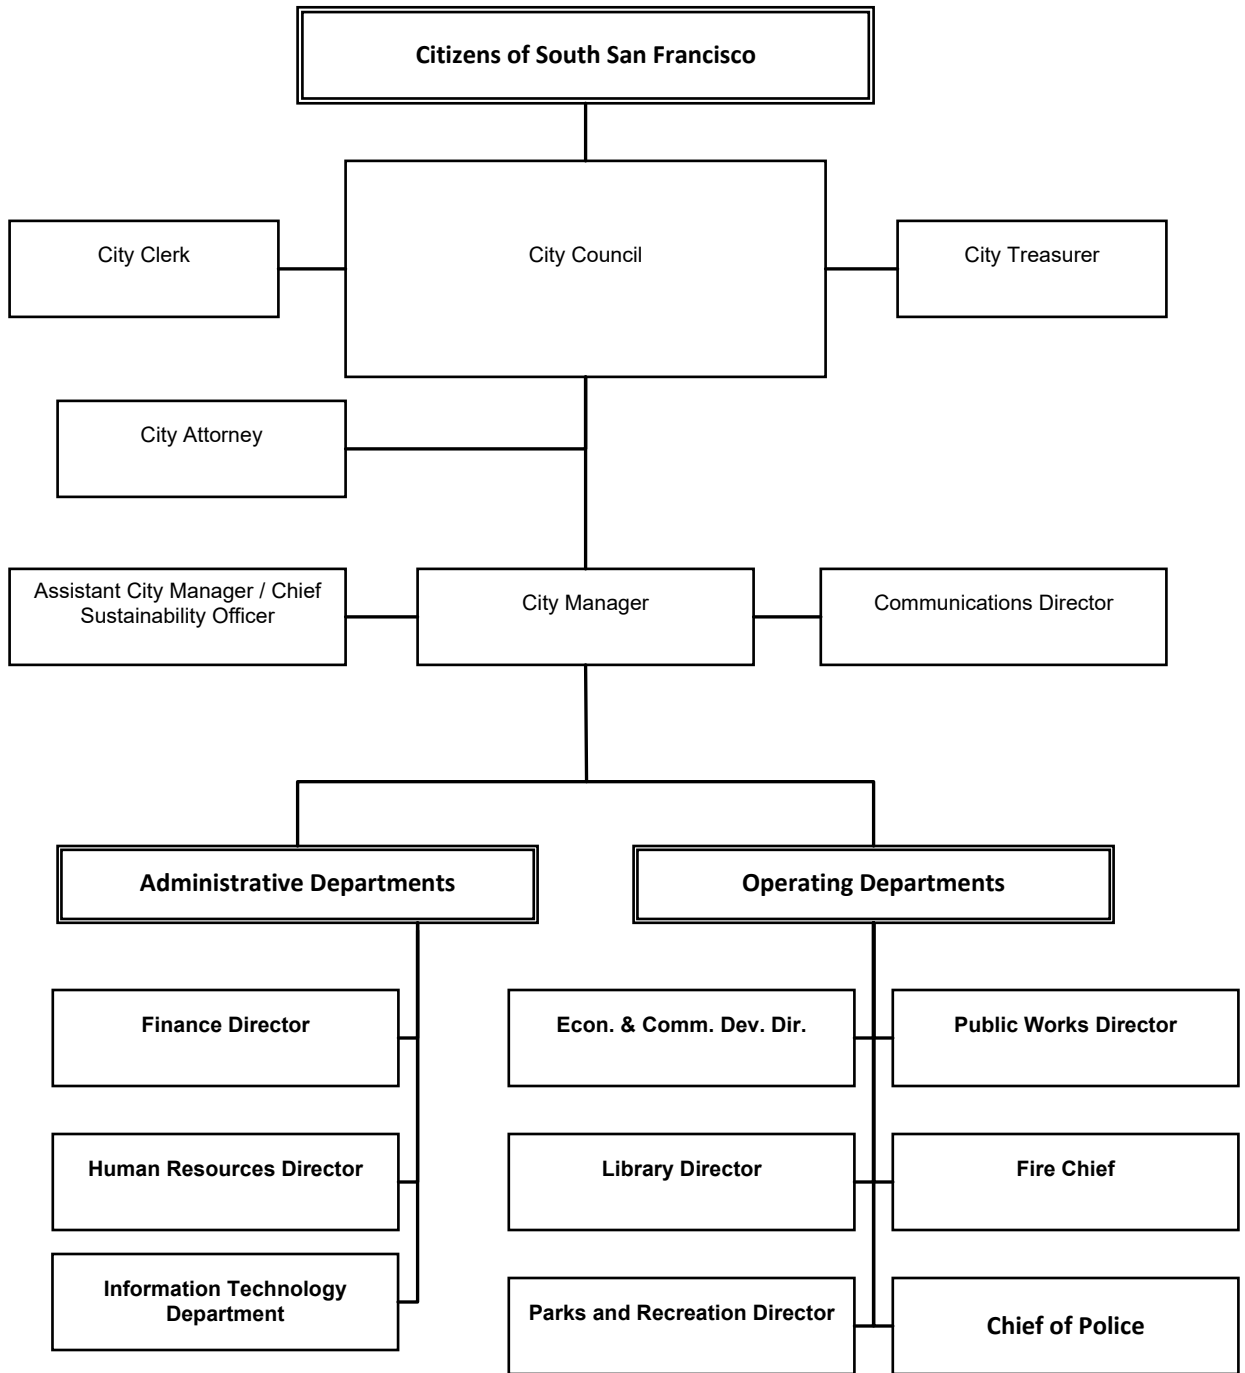 Citizens of South San Francisco
City Clerk
City Council
City Treasurer
City Attorney
Assistant City Manager / Chief
Sustainability Officer
City Manager
Communications Director
Administrative Departments
Operating Departments
Finance Director
Econ. & Comm. Dev. Dir.
Public Works Director
Human Resources Director
Library Director
Fire Chief
Information Technology
Department
Parks and Recreation Director
Chief of Police